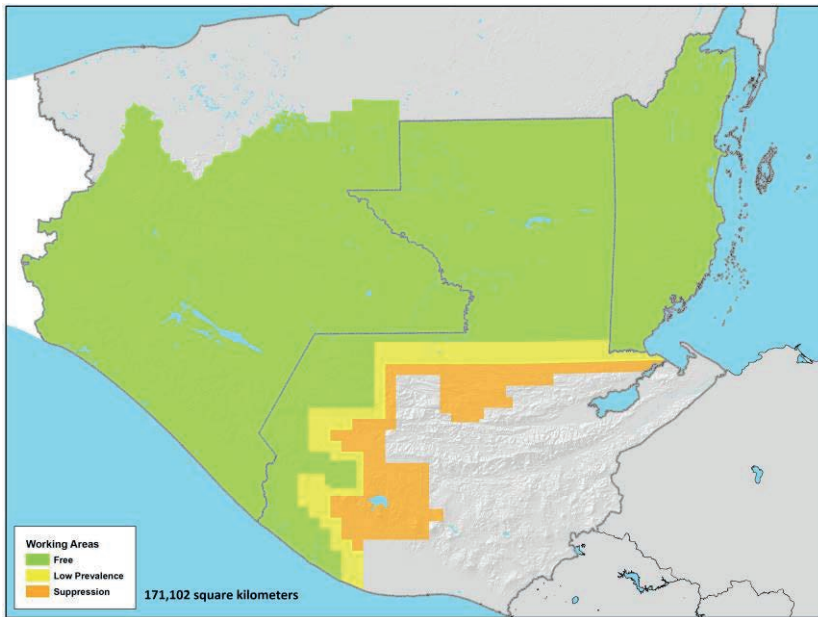 Working Areas
Free
Low Prevalence
Suppression
171,102 square kilometers